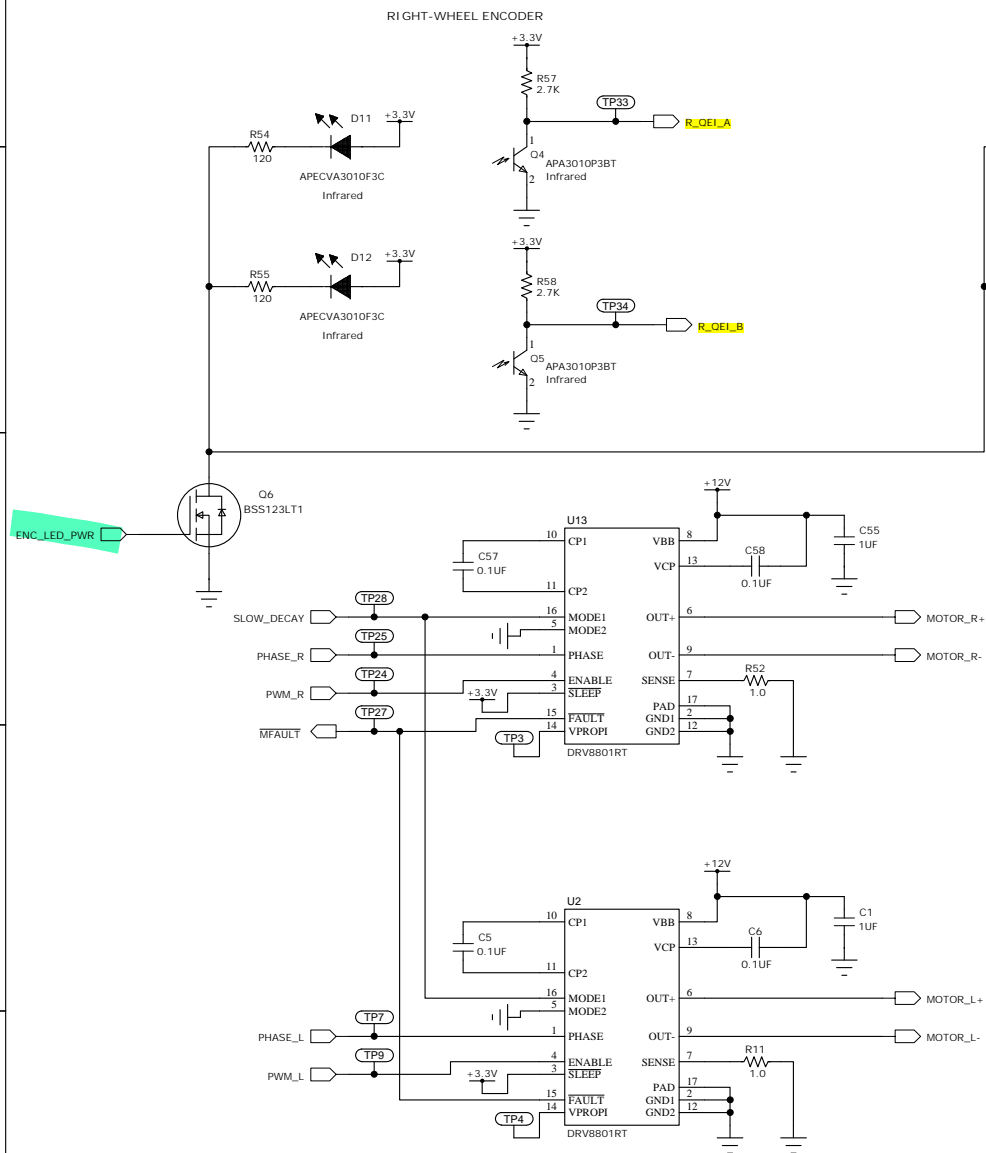 RIGHT-WHEEL ENCODER
+3.3V
R57
2.7K
TP33
R_QEI_A
D11
+3.3V
R54
120
APECVA3010F3C
Infrared
1
Q4
APA3010P3BT
Infrared
2
+3.3V
R58
2.7K
TP34
R_QEI_B
D12
+3.3V
R55
120
APECVA3010F3C
Infrared
1
Q5
APA3010P3BT
Infrared
2
Q6
BSS123LT1
ENC_LED_PWR
+12V
U13
C55
1UF
10 CP1
VBB 8
C57
0.1UF
VCP 13
C58
0.1UF
11 CP2
SLOW_DECAY
TP28
16 MODE1
5 MODE2
OUT+ 6
MOTOR_R+
PHASE_R
TP25
1 PHASE
OUT- 9
MOTOR_R-
PWM_R
TP24
4 ENABLE
+3.3V
3 SLEEP
SENSE 7
R52
1.0
MFAULT
TP27
15 FAULT
14 VPROPI
TP3
PAD 17
GND1 2
GND2 12
DRV8801RT
+12V
U2
C1
1UF
10 CP1
VBB 8
C5
0.1UF
VCP 13
C6
0.1UF
11 CP2
16 MODE1
5 MODE2
OUT+ 6
MOTOR_L+
PHASE_L
TP7
1 PHASE
OUT- 9
MOTOR_L-
PWM_L
TP9
4 ENABLE
+3.3V
3 SLEEP
SENSE 7
R11
1.0
15 FAULT
14 VPROPI
TP4
PAD 17
GND1 2
GND2 12
DRV8801RT